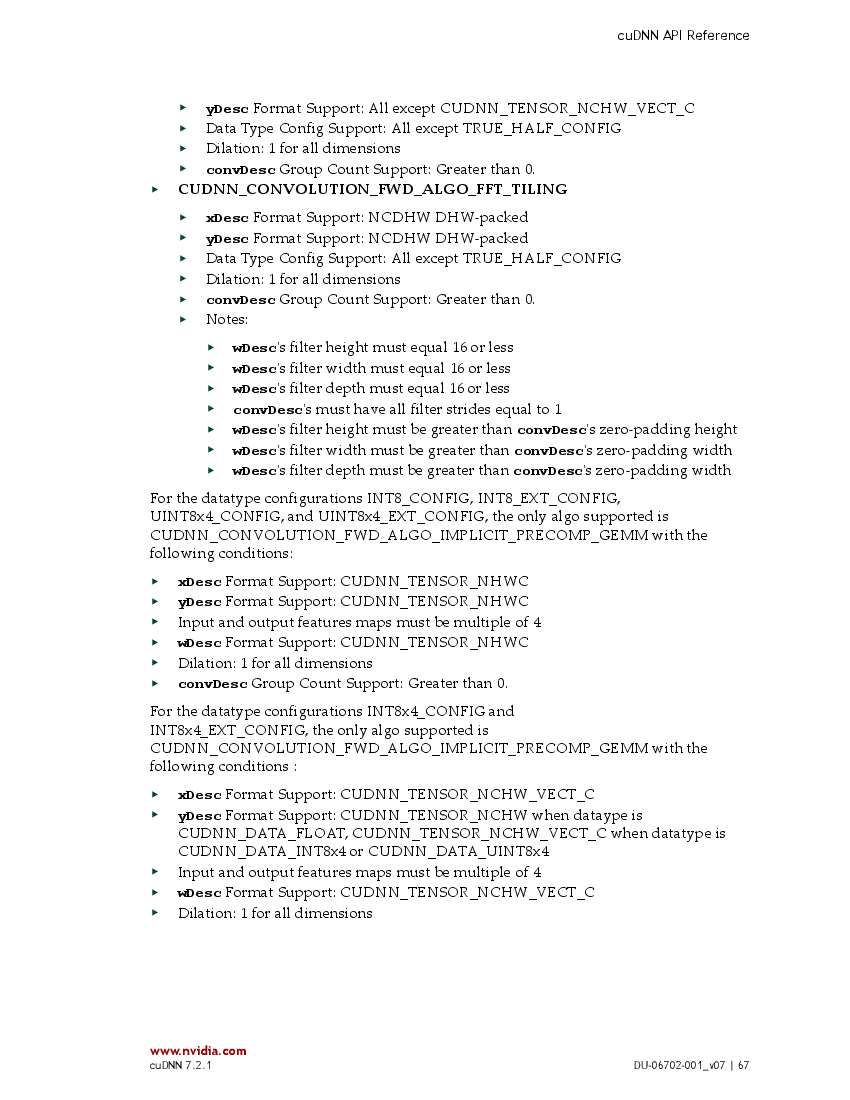 cuDNN API Reference
▸ yDesc Format Support: All except CUDNN_TENSOR_NCHW_VECT_C
▸ Data Type Config Support: All except TRUE_HALF_CONFIG
▸ Dilation: 1 for all dimensions
▸ convDesc Group Count Support: Greater than 0.
▸ CUDNN_CONVOLUTION_FWD_ALGO_FFT_TILING
▸ xDesc Format Support: NCDHW DHW-packed
▸ yDesc Format Support: NCDHW DHW-packed
▸ Data Type Config Support: All except TRUE_HALF_CONFIG
▸ Dilation: 1 for all dimensions
▸ convDesc Group Count Support: Greater than 0.
▸ Notes:
▸ wDesc's filter height must equal 16 or less
▸ wDesc's filter width must equal 16 or less
▸ wDesc's filter depth must equal 16 or less
▸ convDesc's must have all filter strides equal to 1
▸ wDesc's filter height must be greater than convDesc's zero-padding height
▸ wDesc's filter width must be greater than convDesc's zero-padding width
▸ wDesc's filter depth must be greater than convDesc's zero-padding width
For the datatype configurations INT8_CONFIG, INT8_EXT_CONFIG,
UINT8x4_CONFIG, and UINT8x4_EXT_CONFIG, the only algo supported is
CUDNN_CONVOLUTION_FWD_ALGO_IMPLICIT_PRECOMP_GEMM with the
following conditions:
▸ xDesc Format Support: CUDNN_TENSOR_NHWC
▸ yDesc Format Support: CUDNN_TENSOR_NHWC
▸ Input and output features maps must be multiple of 4
▸ wDesc Format Support: CUDNN_TENSOR_NHWC
▸ Dilation: 1 for all dimensions
▸ convDesc Group Count Support: Greater than 0.
For the datatype configurations INT8x4_CONFIG and
INT8x4_EXT_CONFIG, the only algo supported is
CUDNN_CONVOLUTION_FWD_ALGO_IMPLICIT_PRECOMP_GEMM with the
following conditions :
▸ xDesc Format Support: CUDNN_TENSOR_NCHW_VECT_C
▸ yDesc Format Support: CUDNN_TENSOR_NCHW when dataype is
CUDNN_DATA_FLOAT, CUDNN_TENSOR_NCHW_VECT_C when datatype is
CUDNN_DATA_INT8x4 or CUDNN_DATA_UINT8x4
▸ Input and output features maps must be multiple of 4
▸ wDesc Format Support: CUDNN_TENSOR_NCHW_VECT_C
▸ Dilation: 1 for all dimensions
www.nvidia.com
cuDNN 7.2.1
DU-06702-001_v07 | 67